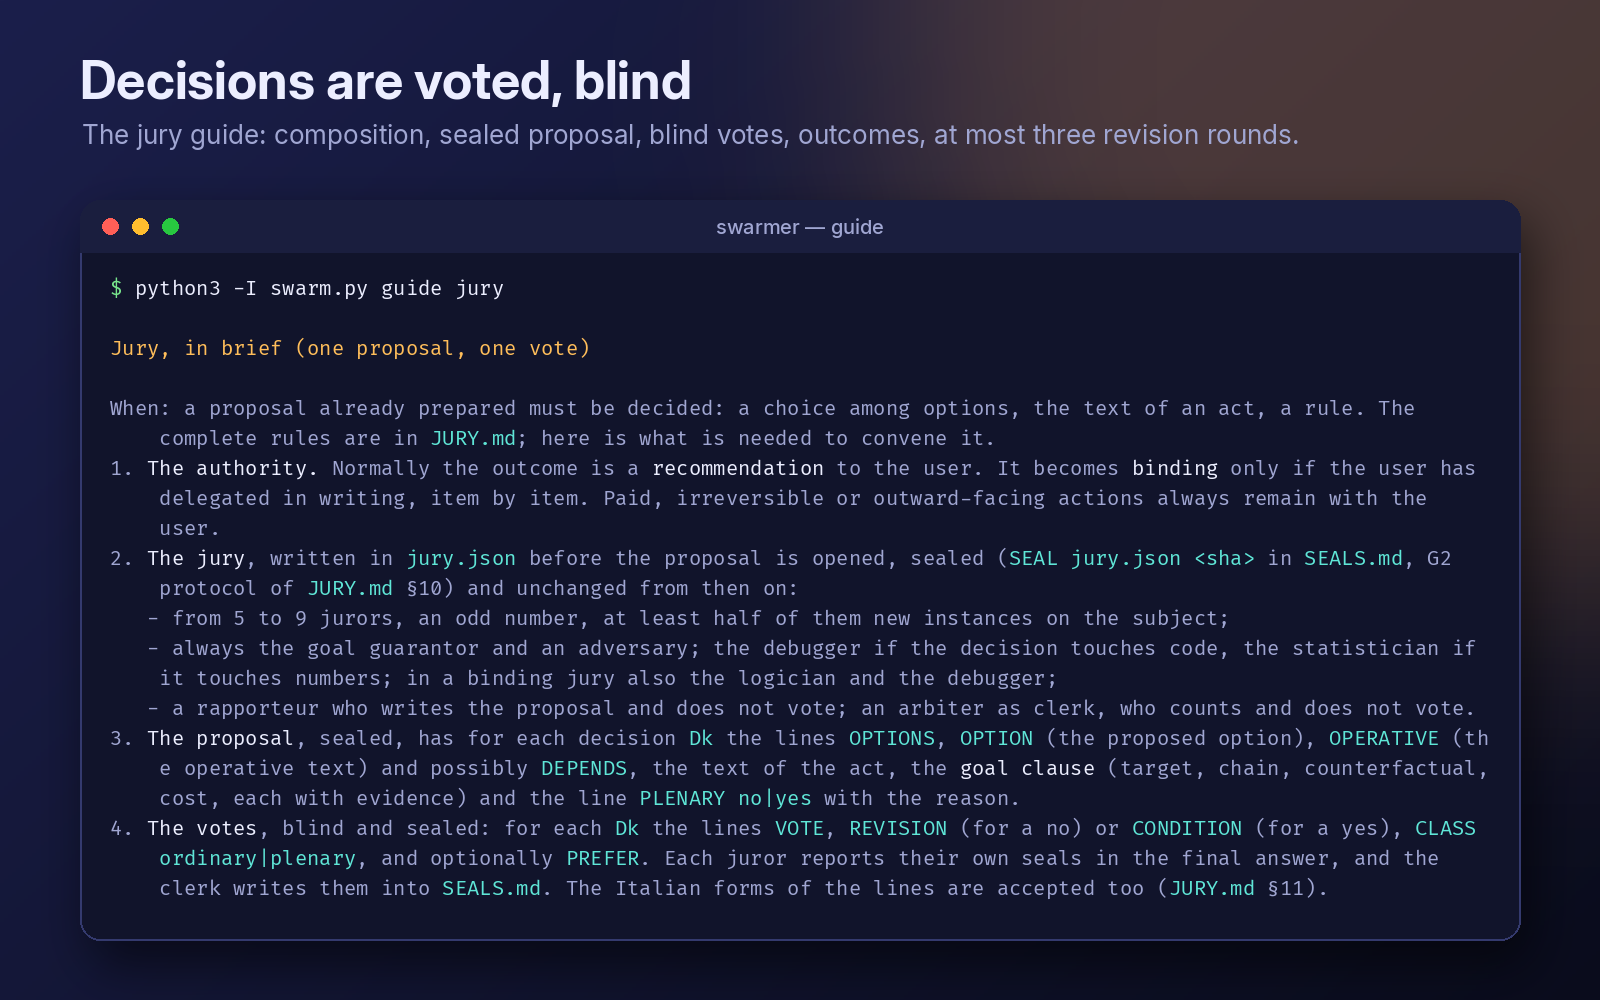 Decisions are voted, blind
The jury guide: composition, sealed proposal, blind votes, outcomes, at most three revision rounds.
swarmer — guide
$ python3 -I swarm.py guide jury
Jury, in brief (one proposal, one vote)
When: a proposal already prepared must be decided: a choice among options, the text of an act, a rule. The
complete rules are in JURY.md; here is what is needed to convene it.
1. The authority. Normally the outcome is a recommendation to the user. It becomes binding only if the user has
delegated in writing, item by item. Paid, irreversible or outward-facing actions always remain with the
user.
2. The jury, written in jury.json before the proposal is opened, sealed (SEAL jury.json <sha> in SEALS.md, G2
protocol of JURY.md §10) and unchanged from then on:
- from 5 to 9 jurors, an odd number, at least half of them new instances on the subject;
- always the goal guarantor and an adversary; the debugger if the decision touches code, the statistician if
it touches numbers; in a binding jury also the logician and the debugger;
- a rapporteur who writes the proposal and does not vote; an arbiter as clerk, who counts and does not vote.
3. The proposal, sealed, has for each decision Dk the lines OPTIONS, OPTION (the proposed option), OPERATIVE (th
e operative text) and possibly DEPENDS, the text of the act, the goal clause (target, chain, counterfactual,
cost, each with evidence) and the line PLENARY no|yes with the reason.
4. The votes, blind and sealed: for each Dk the lines VOTE, REVISION (for a no) or CONDITION (for a yes), CLASS
ordinary|plenary, and optionally PREFER. Each juror reports their own seals in the final answer, and the
clerk writes them into SEALS.md. The Italian forms of the lines are accepted too (JURY.md §11).